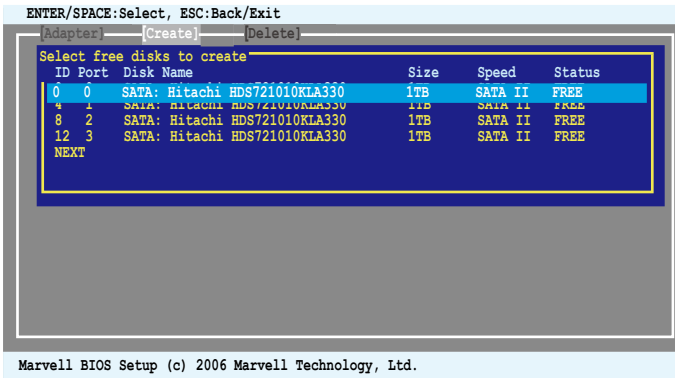 ENTER/SPACE:Select, ESC:Back/Exit
[Adapter] [Create] [Delete]
Select free disks to create
ID Port Disk Name Size Speed Status
0 0 SATA: Hitachi HDS721010KLA330 1TB SATA II FREE
4 1 SATA: Hitachi HDS721010KLA330 1TB SATA II FREE
8 2 SATA: Hitachi HDS721010KLA330 1TB SATA II FREE
12 3 SATA: Hitachi HDS721010KLA330 1TB SATA II FREE
NEXT
Marvell BIOS Setup (c) 2006 Marvell Technology, Ltd.